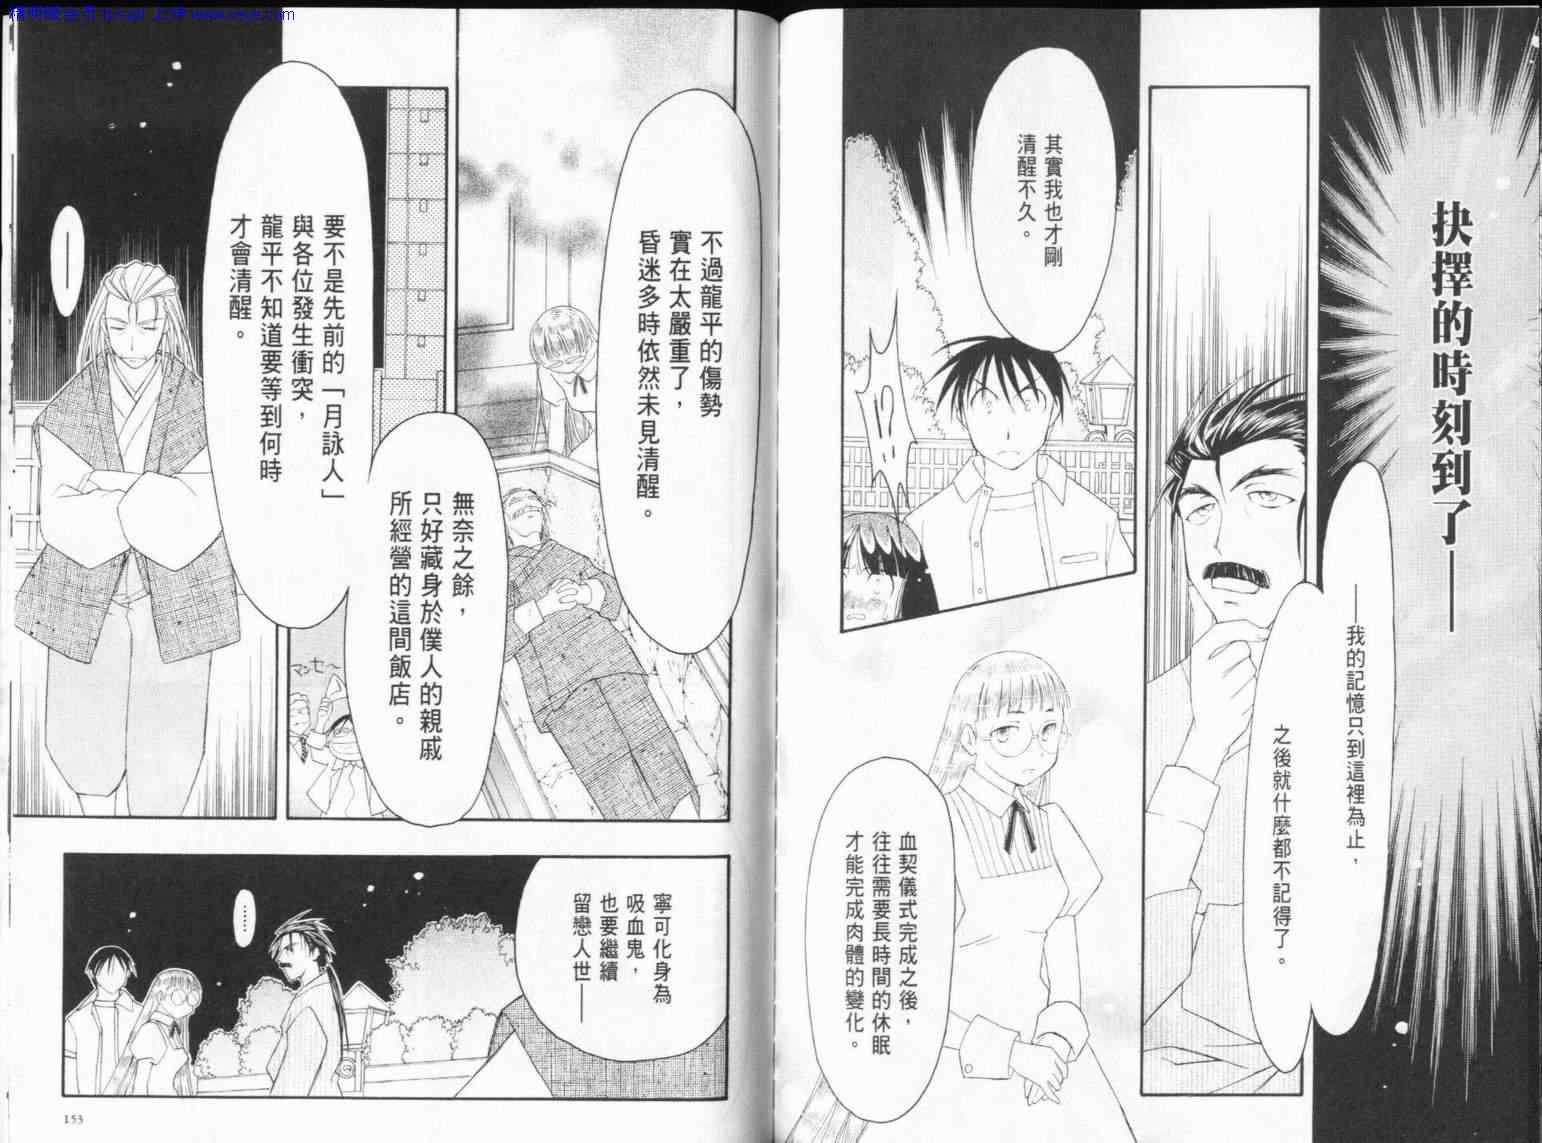 抉擇的時刻到了——
——我的記憶只到這裡為止，
之後就什麼都不記得了。
其實我也才剛
清醒不久。
!?
血契儀式完成之後，
往往需要長時間的休眠
才能完成肉體的變化。
不過龍平的傷勢
實在太嚴重了，
昏迷多時依然未見清醒。
要不是先前的「月詠人」
與各位發生衝突，
龍平不知道要等到何時
才會清醒。
——
無奈之餘，
只好藏身於僕人的親戚
所經營的這間飯店。
マンセ〜
寧可化身為
吸血鬼，
也要繼續
留戀人世——
……
153